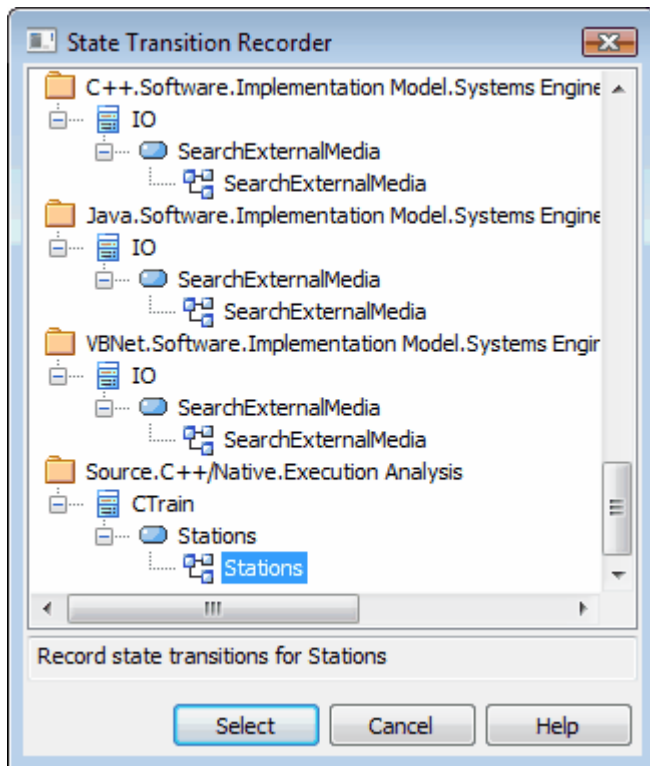 State Transition Recorder
C++.Software.Implementation Model.Systems Engine
IO
SearchExternalMedia
SearchExternalMedia
Java.Software.Implementation Model.Systems Engine
IO
SearchExternalMedia
SearchExternalMedia
VBNet.Software.Implementation Model.Systems Engir
IO
SearchExternalMedia
SearchExternalMedia
Source.C++/Native.Execution Analysis
CTrain
Stations
Stations
Record state transitions for Stations
Select Cancel Help